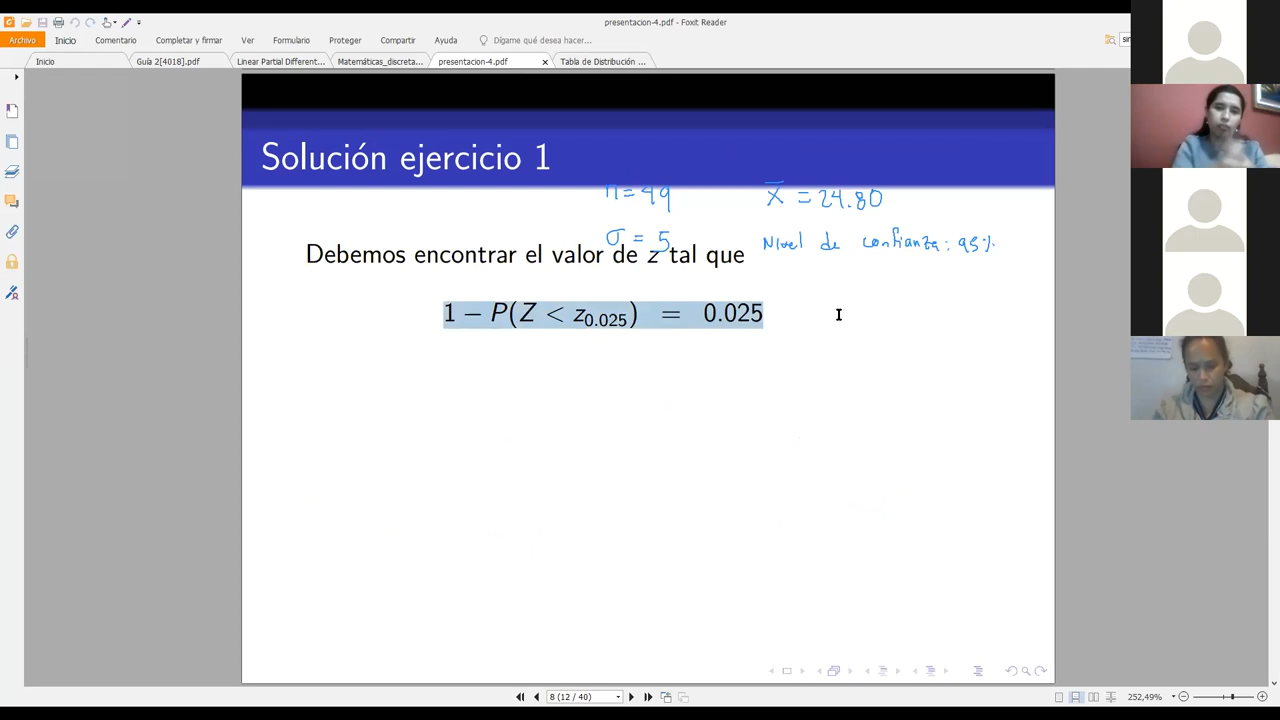 presentacion-4.pdf - Foxit Reader
Archivo Inicio Comentario Completar y firmar Ver Formulario Proteger Compartir Ayuda Dígame qué desea hacer...
Inicio Guía 2[4018].pdf Linear Partial Different... Matemáticas_discreta... presentacion-4.pdf Tabla de Distribución ...
Solución ejercicio 1
n = 49 x̅ = 24.80
σ = 5 Nivel de confianza: 95%
Debemos encontrar el valor de z tal que
1 − P(Z < z0.025) = 0.025
8 (12 / 40) 252,49%